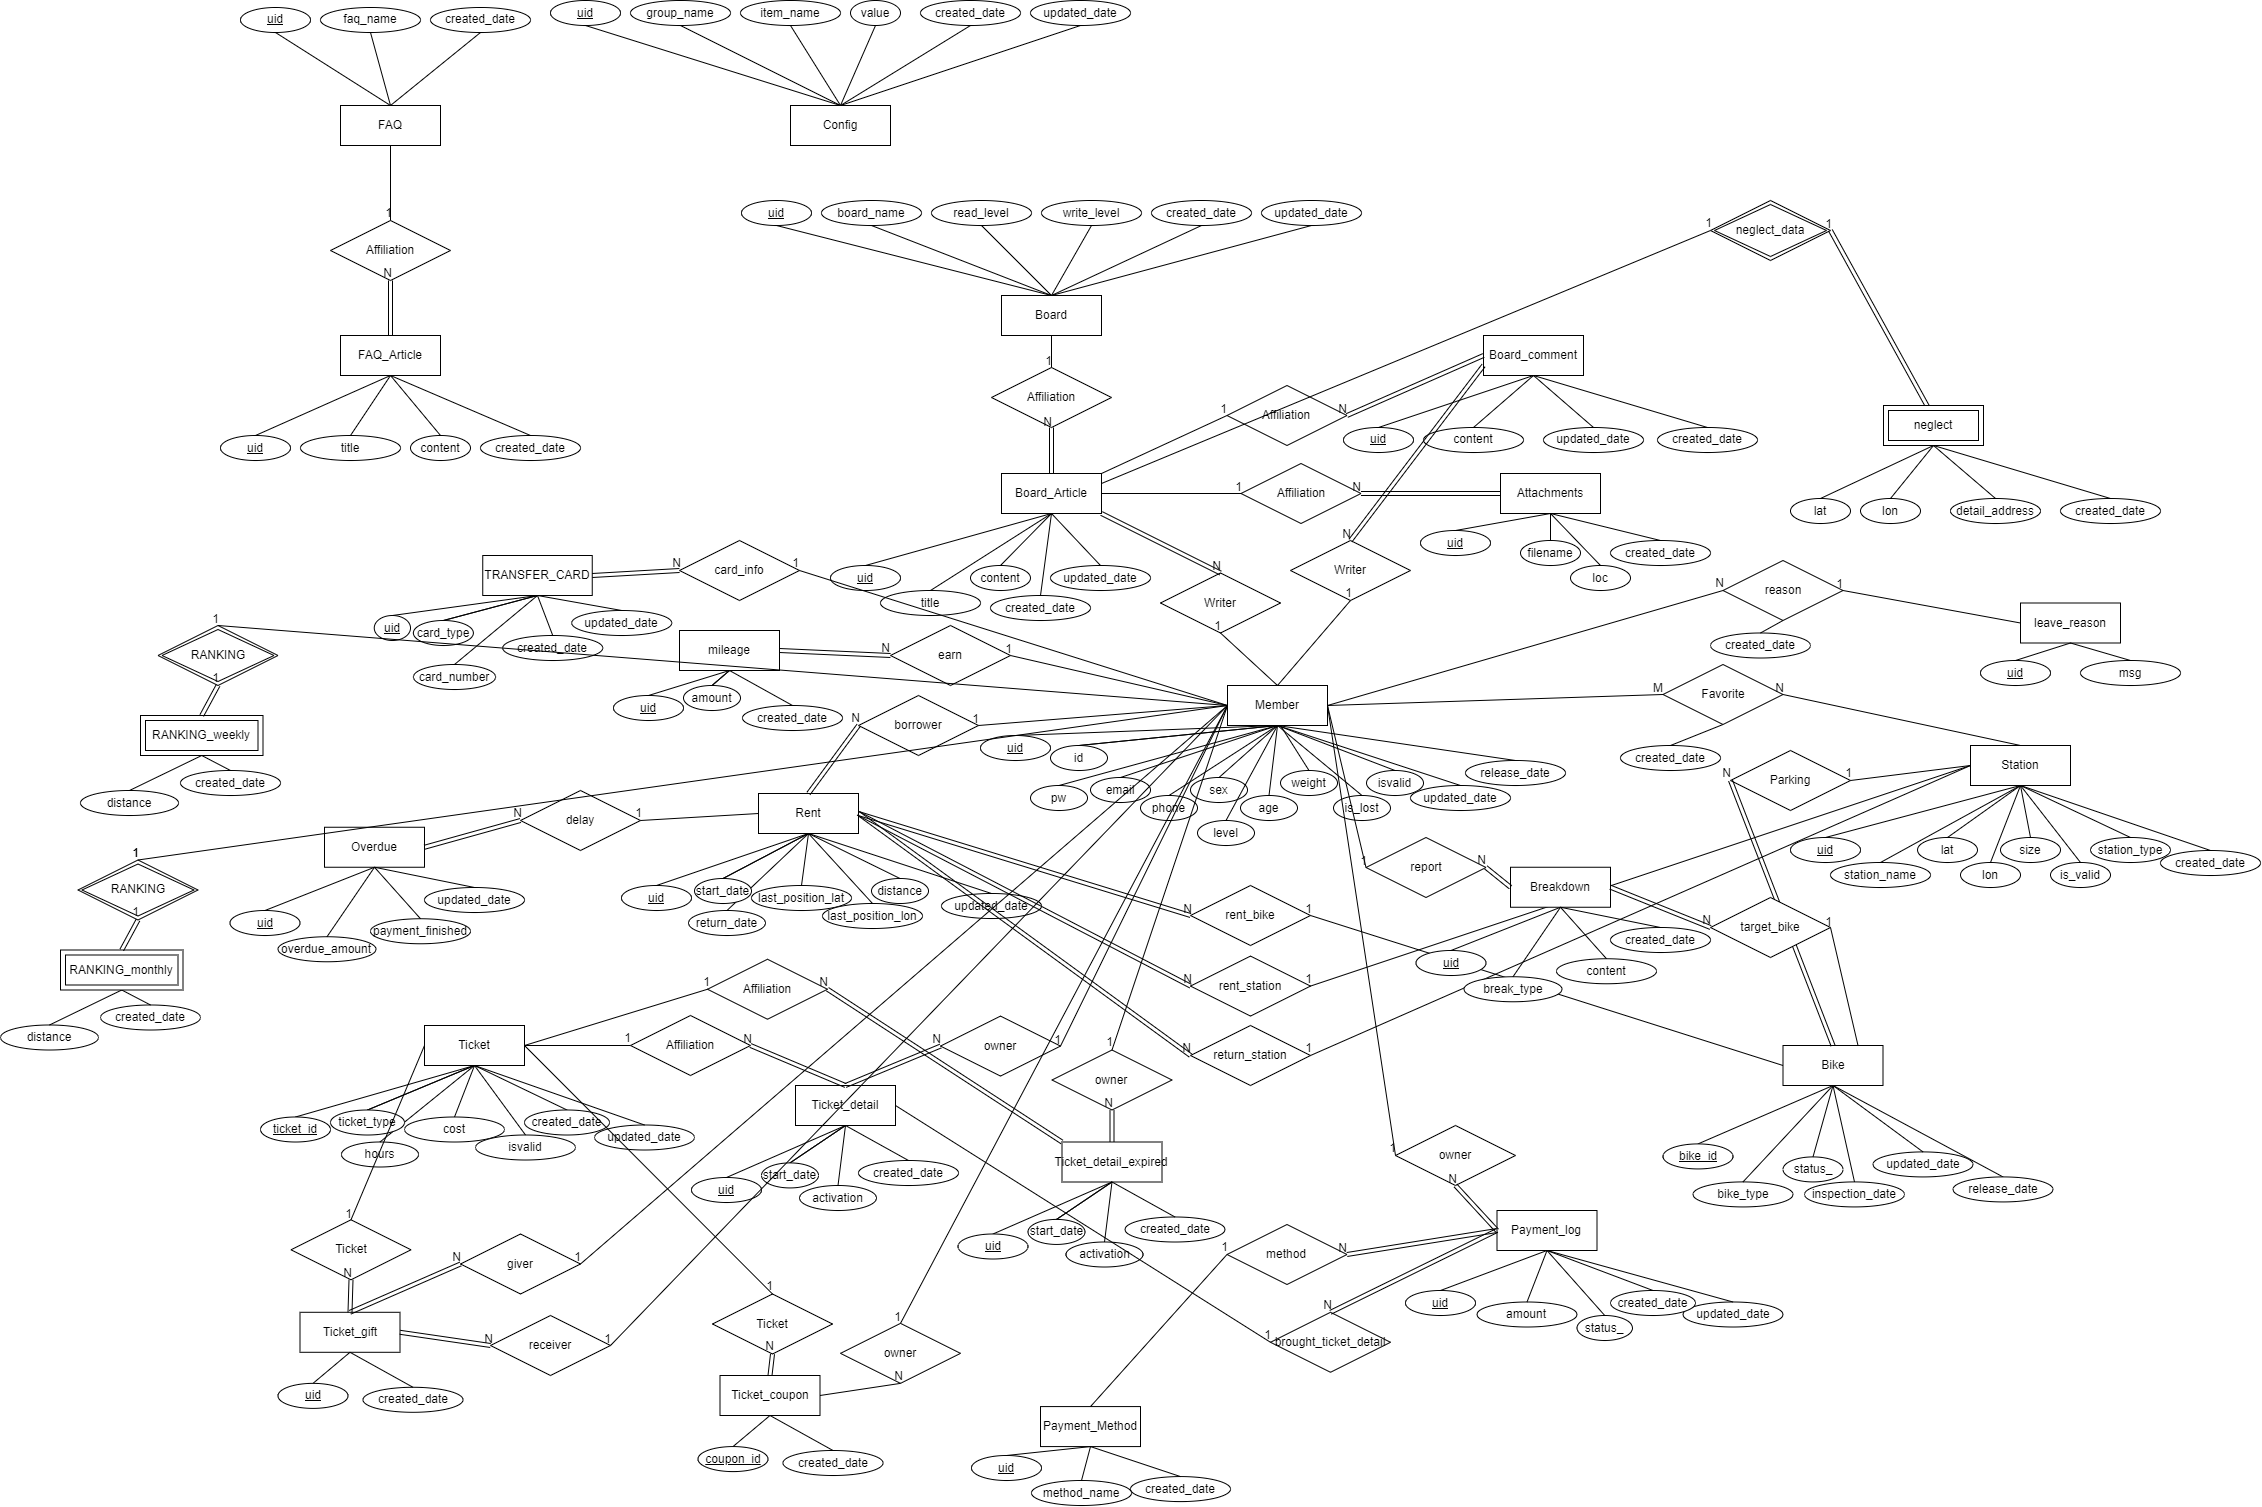 uid
group_name
item_name
value
created_date
updated_date
uid
faq_name
created_date
FAQ
Config
1
Affiliation
N
FAQ_Article
uid
title
content
created_date
uid
board_name
read_level
write_level
created_date
updated_date
Board
1
Affiliation
N
Board_Article
uid
title
content
created_date
updated_date
1
neglect_data
1
neglect
lat
lon
detail_address
created_date
1
Affiliation
N
Board_comment
uid
content
updated_date
created_date
1
Affiliation
N
Attachments
uid
filename
loc
created_date
N
Writer
1
N
Writer
1
TRANSFER_CARD
N
card_info
1
uid
card_type
card_number
created_date
updated_date
N
reason
1
created_date
leave_reason
uid
msg
1
RANKING
1
RANKING_weekly
distance
created_date
mileage
N
earn
1
uid
amount
created_date
Member
uid
id
pw
email
phone
sex
level
age
weight
is_lost
isvalid
updated_date
release_date
M
Favorite
N
created_date
N
borrower
1
Station
N
Parking
1
uid
station_name
lat
lon
size
is_valid
station_type
created_date
Rent
uid
start_date
return_date
last_position_lat
last_position_lon
distance
updated_date
Overdue
N
delay
1
uid
overdue_amount
payment_finished
updated_date
1
RANKING
1
RANKING_monthly
distance
created_date
1
report
N
Breakdown
uid
break_type
content
created_date
N
target_bike
1
N
rent_bike
1
N
rent_station
1
N
return_station
1
Bike
bike_id
bike_type
status_
inspection_date
updated_date
release_date
Ticket
1
Affiliation
N
1
Affiliation
N
ticket_id
ticket_type
hours
cost
isvalid
created_date
updated_date
N
owner
1
Ticket_detail
uid
start_date
activation
created_date
1
owner
N
Ticket_detail_expired
uid
start_date
activation
created_date
1
owner
N
Payment_log
uid
amount
status_
created_date
updated_date
1
method
N
N
1
brought_ticket_detail
1
Ticket
N
N
giver
1
Ticket_gift
N
receiver
1
uid
created_date
1
Ticket
N
1
owner
N
Ticket_coupon
coupon_id
created_date
Payment_Method
uid
method_name
created_date